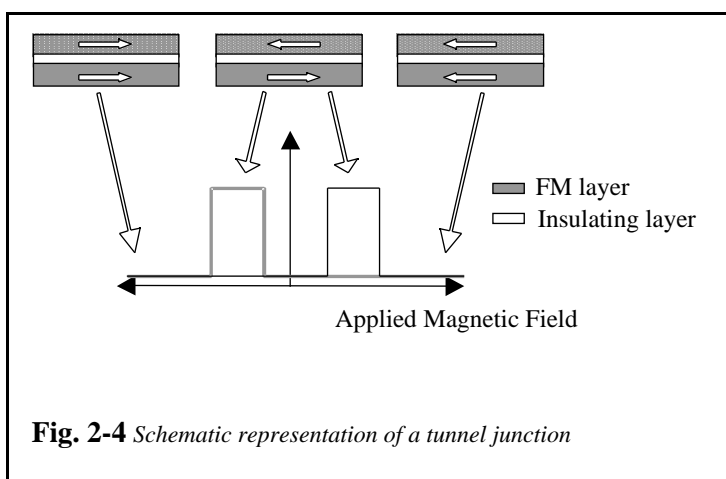 FM layer
Insulating layer
Applied Magnetic Field
Fig. 2-4 Schematic representation of a tunnel junction